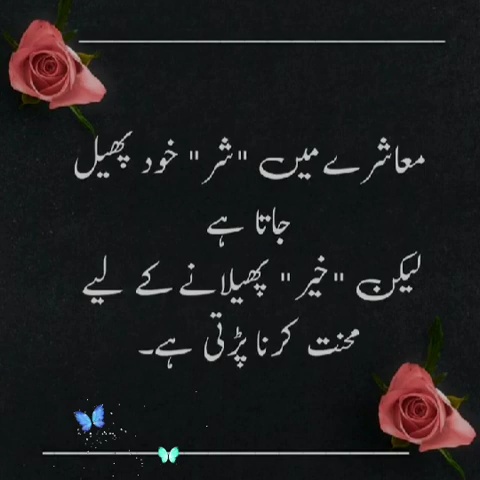 معاشرے میں "شر" خود پھیل
جاتا ہے
لیکن "خیر" پھیلانے کے لیے
محنت کرنا پڑتی ہے۔